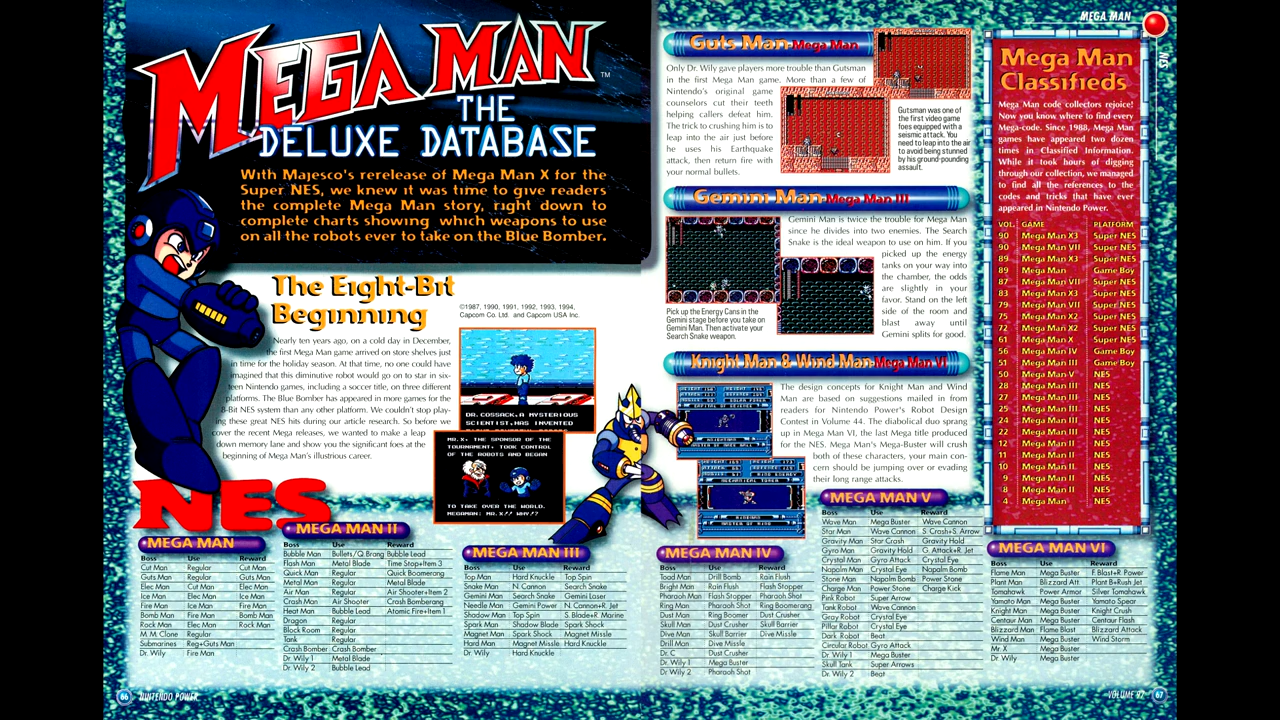 MEGA MAN
™
THE
DELUXE DATABASE
With Majesco's rerelease of Mega Man X for the
Super NES, we knew it was time to give readers
the complete Mega Man story, right down to
complete charts showing which weapons to use
on all the robots ever to take on the Blue Bomber.
The Eight-Bit
Beginning
©1987, 1990, 1991, 1992, 1993, 1994,
Capcom Co. Ltd. and Capcom USA Inc.
Nearly ten years ago, on a cold day in December,
the first Mega Man game arrived on store shelves just
in time for the holiday season. At that time, no one could have
imagined that this diminutive robot would go on to star in six-
teen Nintendo games, including a soccer title, on three different
platforms. The Blue Bomber has appeared in more games for the
8-Bit NES system than any other platform. We couldn't stop play-
ing these great NES hits during our article research. So before we
cover the recent Mega releases, we wanted to make a leap
down memory lane and show you the significant foes at the
beginning of Mega Man's illustrious career.
DR. COSSACK, A MYSTERIOUS
SCIENTIST, HAS INVENTED
MR. X, THE SPONSOR OF THE
TOURNAMENT, TOOK CONTROL
OF THE ROBOTS AND BEGAN
TO TAKE OVER THE WORLD.
MEGAMAN: MR. X!! WHY!?
NES
MEGA MAN
Boss Use Reward
Cut Man Regular Cut Man
Guts Man Regular Guts Man
Elec Man Cut Man Elec Man
Ice Man Elec Man Ice Man
Fire Man Ice Man Fire Man
Bomb Man Fire Man Bomb Man
Rock Man Elec Man Rock Man
M. M. Clone Regular
Submarines Reg+Guts Man
Dr. Wily Fire Man
MEGA MAN II
Boss Use Reward
Bubble Man Bullets/Q.Brang Bubble Lead
Flash Man Metal Blade Time Stop+Item 3
Quick Man Regular Quick Boomerang
Metal Man Regular Metal Blade
Air Man Regular Air Shooter+Item 2
Crash Man Air Shooter Crash Bomberang
Heat Man Bubble Lead Atomic Fire+Item 1
Dragon Regular
Block Room Regular
Tank Regular
Crash Bomber Crash Bomber
Dr. Wily 1 Metal Blade
Dr. Wily 2 Bubble Lead
MEGA MAN III
Boss Use Reward
Top Man Hard Knuckle Top Spin
Snake Man N. Cannon Search Snake
Gemini Man Search Snake Gemini Laser
Needle Man Gemini Power N. Cannon+R. Jet
Shadow Man Top Spin S. Blade+R. Marine
Spark Man Shadow Blade Spark Shock
Magnet Man Spark Shock Magnet Missle
Hard Man Magnet Missle Hard Knuckle
Dr. Wily Hard Knuckle
66 NINTENDO POWER
MEGA MAN
NES
Guts Man-Mega Man
Only Dr. Wily gave players more trouble than Gutsman
in the first Mega Man game. More than a few of
Nintendo's original game
counselors cut their teeth
helping callers defeat him.
The trick to crushing him is to
leap into the air just before
he uses his Earthquake
attack, then return fire with
your normal bullets.
Gutsman was one of
the first video game
foes equipped with a
seismic attack. You
need to leap into the air
to avoid being stunned
by his ground-pounding
assault.
Gemini Man-Mega Man III
Gemini Man is twice the trouble for Mega Man
since he divides into two enemies. The Search
Snake is the ideal weapon to use on him. If you
picked up the energy
tanks on your way into
the chamber, the odds
are slightly in your
favor. Stand on the left
side of the room and
blast away until
Gemini splits for good.
Pick up the Energy Cans in the
Gemini stage before you take on
Gemini Man. Then activate your
Search Snake weapon.
Knight Man & Wind Man-Mega Man VI
The design concepts for Knight Man and Wind
Man are based on suggestions mailed in from
readers for Nintendo Power's Robot Design
Contest in Volume 44. The diabolical duo sprang
up in Mega Man VI, the last Mega title produced
for the NES. Mega Man's Mega-Buster will crush
both of these characters, your main con-
cern should be jumping over or evading
their long range attacks.
MEGA MAN IV
Boss Use Reward
Toad Man Drill Bomb Rain Flush
Bright Man Rain Flush Flash Stopper
Pharaoh Man Flash Stopper Pharaoh Shot
Ring Man Pharaoh Shot Ring Boomerang
Dust Man Ring Boomer Dust Crusher
Skull Man Dust Crusher Skull Barrier
Dive Man Skull Barrier Dive Missle
Drill Man Dive Missle
Dr. C Dust Crusher
Dr. Wily 1 Mega Buster
Dr. Wily 2 Pharaoh Shot
MEGA MAN V
Boss Use Reward
Wave Man Mega Buster Wave Cannon
Star Man Wave Cannon S. Crash+S. Arrow
Gravity Man Star Crash Gravity Hold
Gyro Man Gravity Hold G. Attack+R. Jet
Crystal Man Gyro Attack Crystal Eye
Napolm Man Crystal Eye Napolm Bomb
Stone Man Napolm Bomb Power Stone
Charge Man Power Stone Charge Kick
Pink Robot Super Arrow
Tank Robot Wave Cannon
Gray Robot Crystal Eye
Pillar Robot Crystal Eye
Dark Robot Beat
Circular Robot Gyro Attack
Dr. Wily 1 Mega Buster
Skull Tank Super Arrows
Dr. Wily 2 Beat
Mega Man
Classifieds
Mega Man code collectors rejoice!
Now you know where to find every
Mega-code. Since 1988, Mega Man
games have appeared two dozen
times in Classified Information.
While it took hours of digging
through our collection, we managed
to find all the references to the
codes and tricks that have ever
appeared in Nintendo Power.
VOL. GAME PLATFORM
90 Mega Man X3 Super NES
90 Mega Man VII Super NES
89 Mega Man X3 Super NES
89 Mega Man Game Boy
87 Mega Man VII Super NES
83 Mega Man X3 Super NES
79 Mega Man VII Super NES
75 Mega Man X2 Super NES
72 Mega Man X2 Super NES
61 Mega Man X Super NES
56 Mega Man IV Game Boy
51 Mega Man III Game Boy
50 Mega Man V NES
28 Mega Man III NES
27 Mega Man III NES
25 Mega Man III NES
24 Mega Man III NES
22 Mega Man III NES
12 Mega Man II NES
11 Mega Man II NES
10 Mega Man II NES
9 Mega Man II NES
8 Mega Man II NES
4 Mega Man NES
MEGA MAN VI
Boss Use Reward
Flame Man Mega Buster F. Blast+R. Power
Plant Man Blizzard Att. Plant B+Rush Jet
Tomahawk Power Armor Silver Tomahawk
Yamato Man Mega Buster Yamato Spear
Knight Man Mega Buster Knight Crush
Centaur Man Mega Buster Centaur Flash
Blizzard Man Flame Blast Blizzard Attack
Wind Man Mega Buster Wind Storm
Mr. X Mega Buster
Dr. Wily Mega Buster
VOLUME 92 67